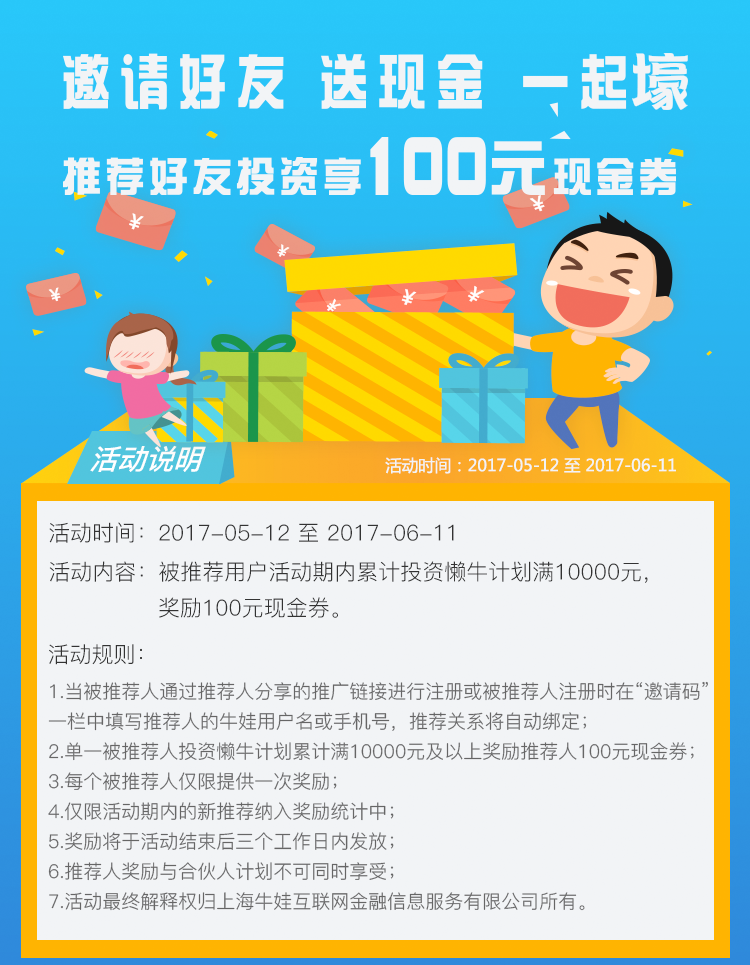 邀请好友 送现金 一起壕
推荐好友投资享100元现金券
¥
¥
¥
¥
¥
¥
¥
活动说明
活动时间：2017-05-12 至 2017-06-11
活动时间： 2017-05-12 至 2017-06-11
活动内容： 被推荐用户活动期内累计投资懒牛计划满10000元，
奖励100元现金券。
活动规则：
1.当被推荐人通过推荐人分享的推广链接进行注册或被推荐人注册时在“邀请码”
一栏中填写推荐人的牛娃用户名或手机号，推荐关系将自动绑定；
2.单一被推荐人投资懒牛计划累计满10000元及以上奖励推荐人100元现金券；
3.每个被推荐人仅限提供一次奖励；
4.仅限活动期内的新推荐纳入奖励统计中；
5.奖励将于活动结束后三个工作日内发放；
6.推荐人奖励与合伙人计划不可同时享受；
7.活动最终解释权归上海牛娃互联网金融信息服务有限公司所有。